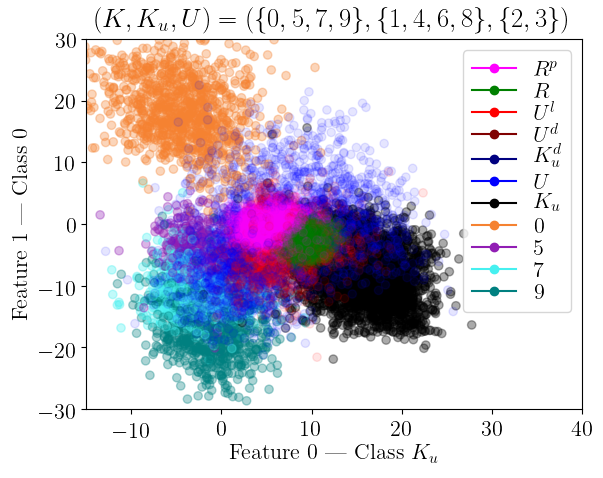 (K, K_u, U) = ({0, 5, 7, 9}, {1, 4, 6, 8}, {2, 3})
30
20
10
0
−10
−20
−30
Feature 1 — Class 0
−10
0
10
20
30
40
Feature 0 — Class K_u
R^p
R
U^l
U^d
K_u^d
U
K_u
0
5
7
9